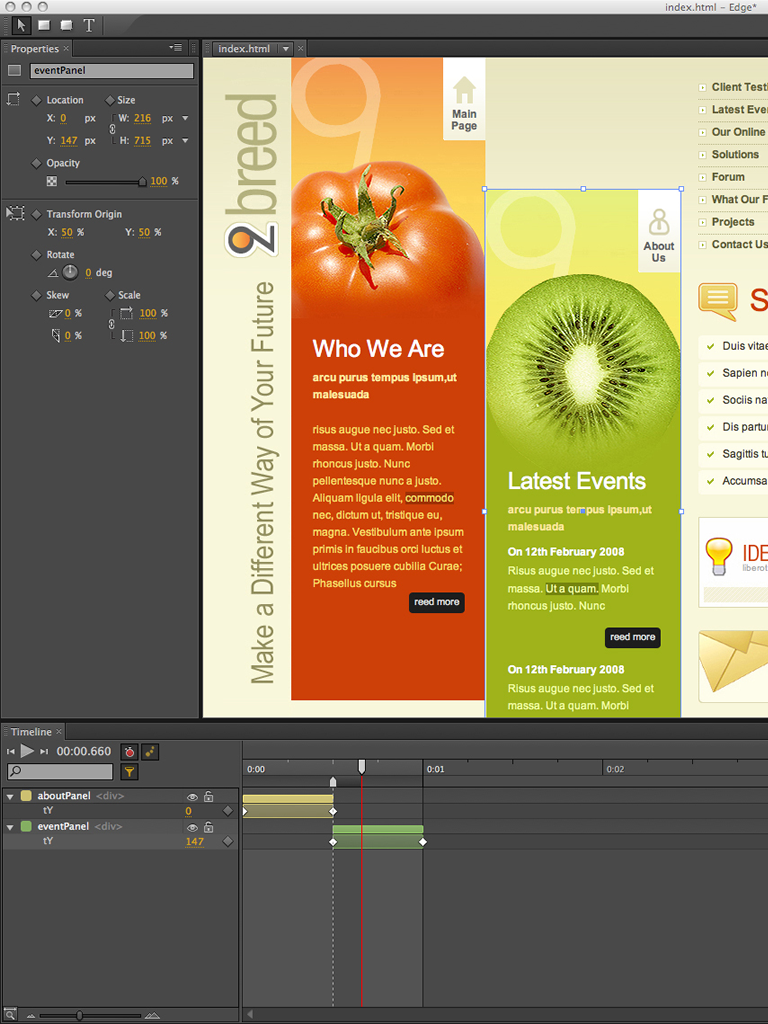 index.html – Edge*
T
Properties
eventPanel
Location
Size
X: 0 px
W: 216 px
Y: 147 px
H: 715 px
Opacity
100 %
Transform Origin
X: 50 %
Y: 50 %
Rotate
0 deg
Skew
Scale
0 %
100 %
0 %
100 %
index.html
2breed
Make a Different Way of Your Future
9
Main
Page
Who We Are
arcu purus tempus ipsum,ut
malesuada
risus augue nec justo. Sed et
massa. Ut a quam. Morbi
rhoncus justo. Nunc
pellentesque nunc a justo.
Aliquam ligula elit, commodo
nec, dictum ut, tristique eu,
magna. Vestibulum ante ipsum
primis in faucibus orci luctus et
ultrices posuere cubilia Curae;
Phasellus cursus
reed more
9
About
Us
Latest Events
arcu purus tempus ipsum,ut
malesuada
On 12th February 2008
Risus augue nec justo. Sed et
massa. Ut a quam. Morbi
rhoncus justo. Nunc
reed more
On 12th February 2008
Risus augue nec justo. Sed et
massa. Ut a quam. Morbi
Client Testi
Latest Eve
Our Online
Solutions
Forum
What Our F
Projects
Contact Us
S
Duis vitae
Sapien ne
Sociis na
Dis partur
Sagittis tu
Accumsa
IDE
liberot
Timeline
00:00.660
0:00
0:01
0:02
aboutPanel <div>
tY
0
eventPanel <div>
tY
147